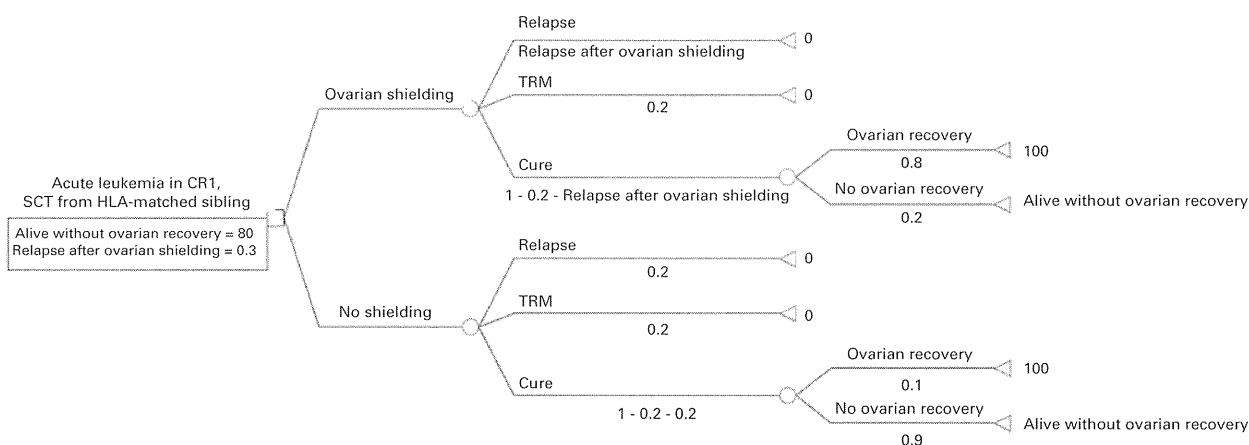 Acute leukemia in CR1,
SCT from HLA-matched sibling
Alive without ovarian recovery = 80
Relapse after ovarian shielding = 0.3
Ovarian shielding
Relapse
Relapse after ovarian shielding
0
TRM
0.2
0
Cure
1 - 0.2 - Relapse after ovarian shielding
Ovarian recovery
0.8
100
No ovarian recovery
0.2
Alive without ovarian recovery
No shielding
Relapse
0.2
0
TRM
0.2
0
Cure
1 - 0.2 - 0.2
Ovarian recovery
0.1
100
No ovarian recovery
0.9
Alive without ovarian recovery